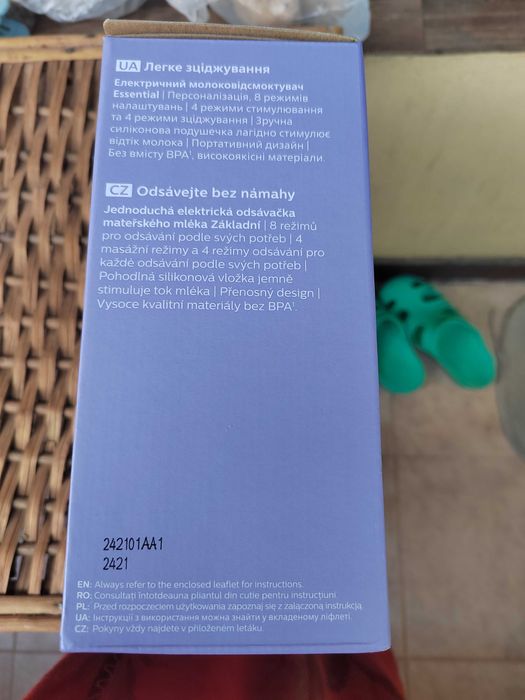 UA Легке зціджування
Електричний молоковідсмоктувач
Essential | Персоналізація, 8 режимів
налаштувань | 4 режими стимулювання
та 4 режими зціджування | Зручна
силіконова подушечка лагідно стимулює
відтік молока | Портативний дизайн |
Без вмісту BPA¹, високоякісні матеріали.
CZ Odsávejte bez námahy
Jednoduchá elektrická odsávačka
mateřského mléka Základní | 8 režimů
pro odsávání podle svých potřeb | 4
masážní režimy a 4 režimy odsávání pro
každé odsávání podle svých potřeb |
Pohodlná silikonová vložka jemně
stimuluje tok mléka | Přenosný design |
Vysoce kvalitní materiály bez BPA¹.
242101AA1
2421
EN: Always refer to the enclosed leaflet for instructions.
RO: Consultați întotdeauna pliantul din cutie pentru instrucțiuni.
PL: Przed rozpoczęciem użytkowania zapoznaj się z załączoną instrukcją.
UA: Інструкції з використання можна знайти у вкладеному ліфлеті.
CZ: Pokyny vždy najdete v přiloženém letáku.